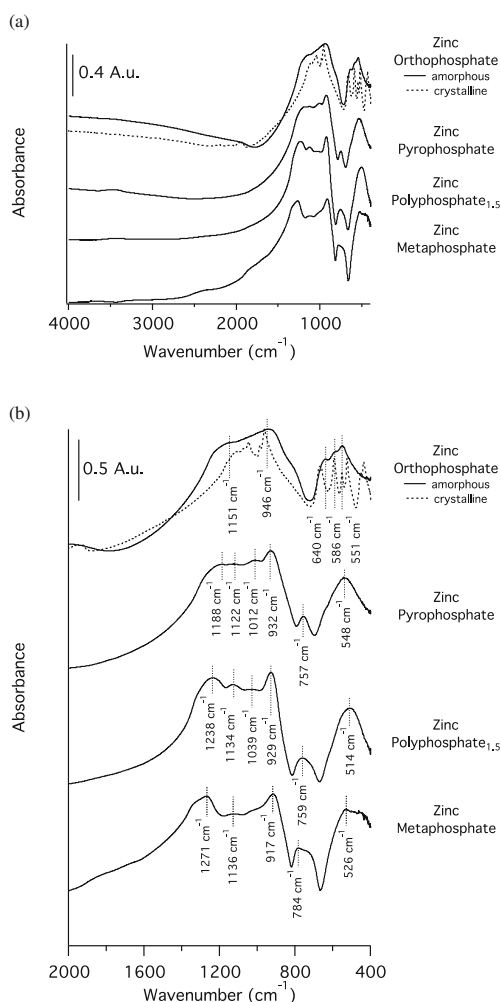 (a)
0.4 A.u.
Absorbance
Zinc
Orthophosphate
amorphous
crystalline
Zinc
Pyrophosphate
Zinc
Polyphosphate1.5
Zinc
Metaphosphate
4000 3000 2000 1000
Wavenumber (cm-1)
(b)
0.5 A.u.
Absorbance
Zinc
Orthophosphate
amorphous
crystalline
1151 cm-1
946 cm-1
640 cm-1
586 cm-1
551 cm-1
Zinc
Pyrophosphate
1188 cm-1
1122 cm-1
1012 cm-1
932 cm-1
757 cm-1
548 cm-1
Zinc
Polyphosphate1.5
1238 cm-1
1134 cm-1
1039 cm-1
929 cm-1
759 cm-1
514 cm-1
Zinc
Metaphosphate
1271 cm-1
1136 cm-1
917 cm-1
784 cm-1
526 cm-1
2000 1600 1200 800 400
Wavenumber (cm-1)